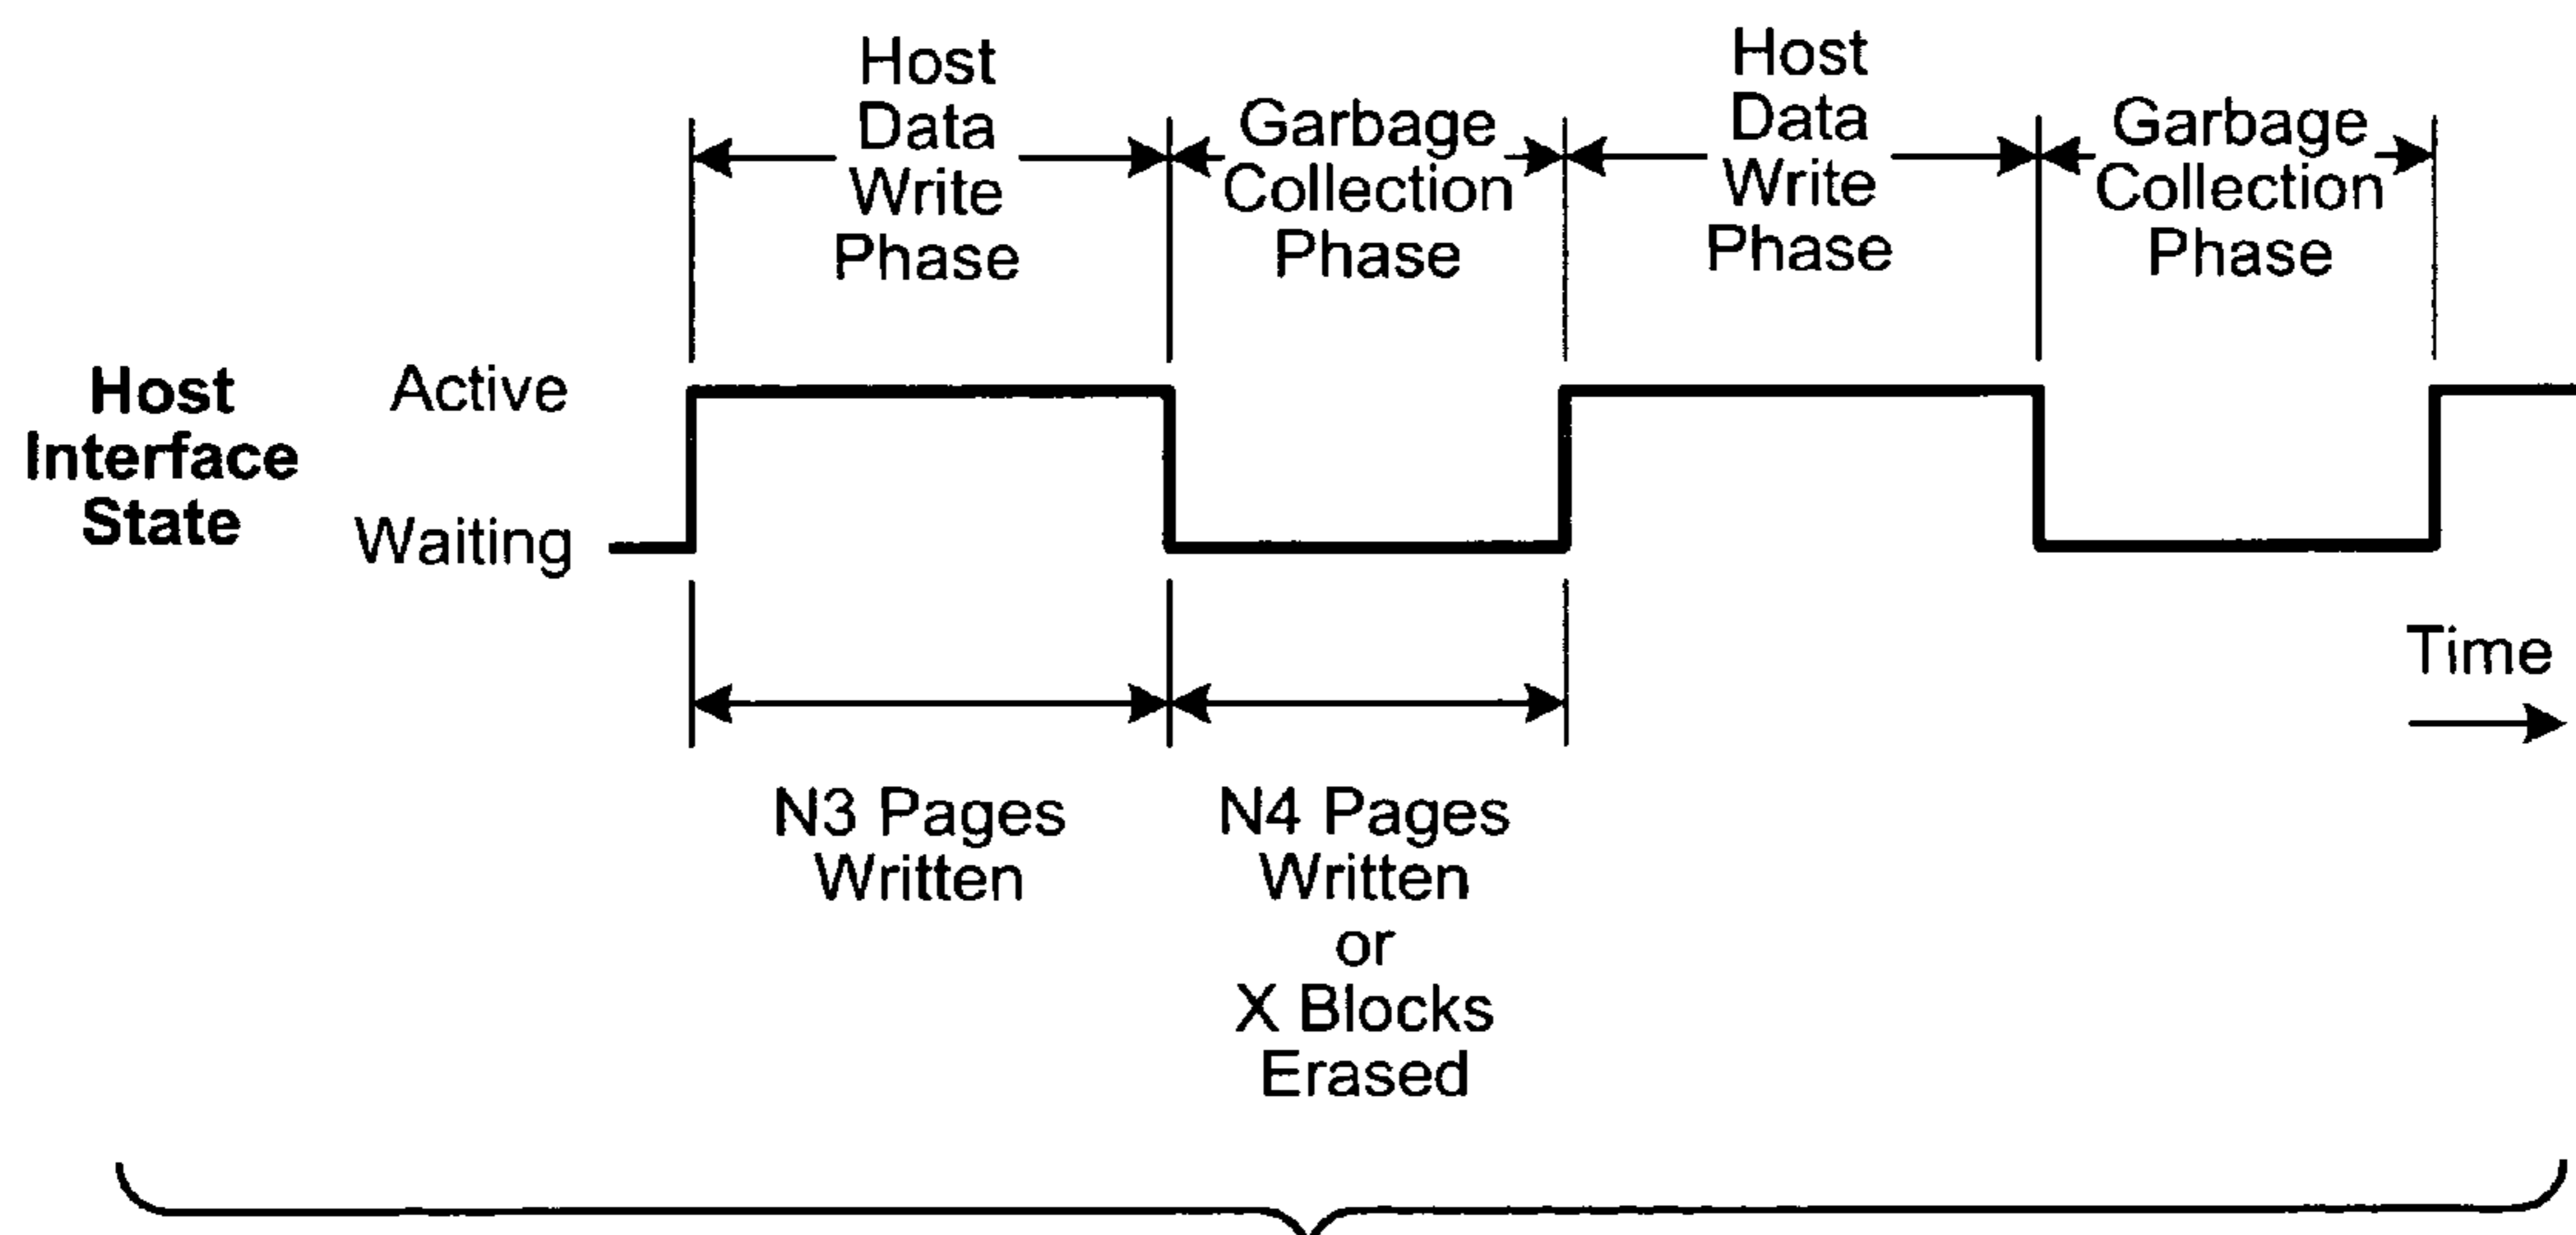 Host
Data
Write
Phase
Garbage
Collection
Phase
Host
Data
Write
Phase
Garbage
Collection
Phase
Host
Interface
State
Active
Waiting
Time
N3 Pages
Written
N4 Pages
Written
or
X Blocks
Erased